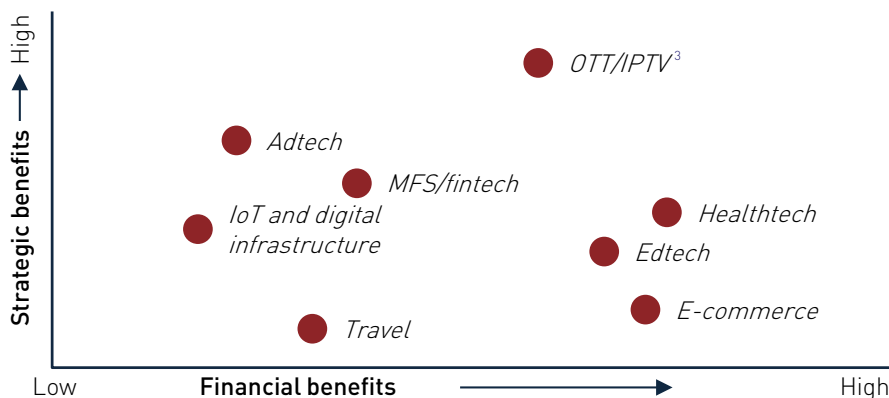 High
Strategic benefits
OTT/IPTV³
Adtech
MFS/fintech
IoT and digital
infrastructure
Healthtech
Edtech
E-commerce
Travel
Low
Financial benefits
High